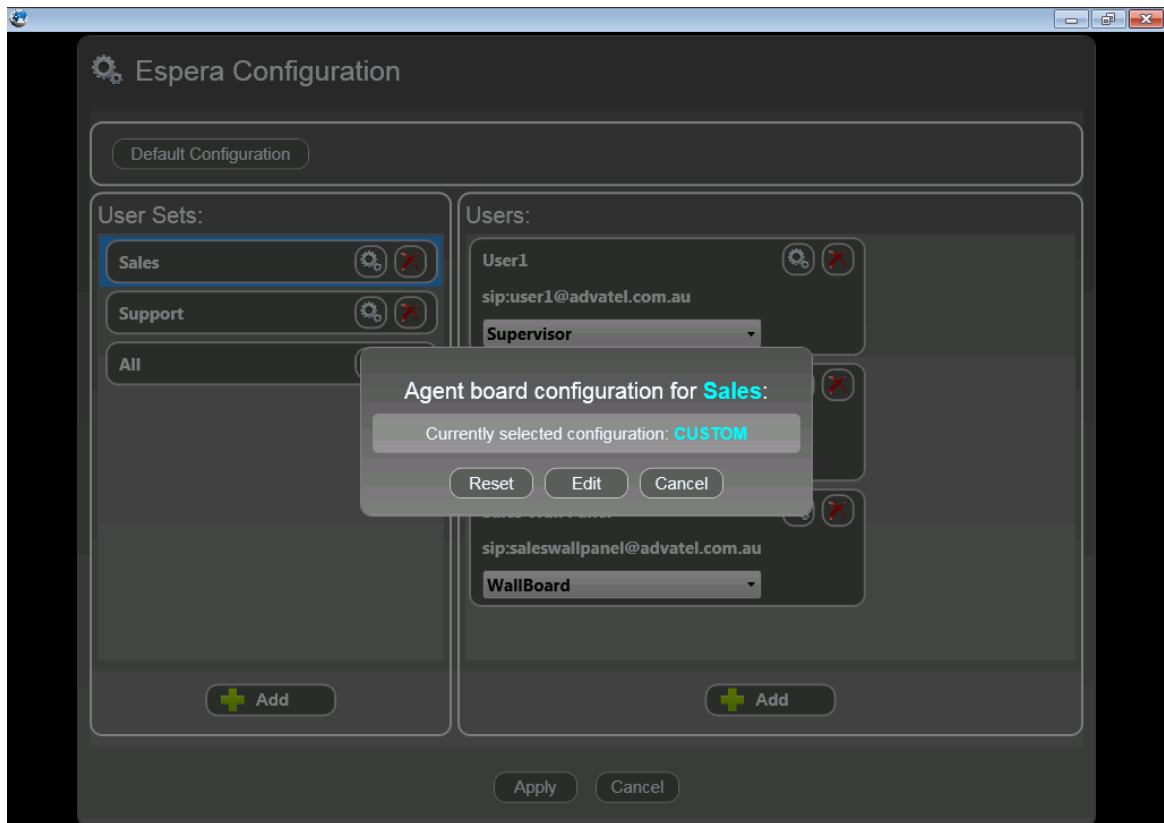 Espera Configuration
Default Configuration
User Sets:
Sales
Support
All
Add
Users:
User1
sip:user1@advatel.com.au
Supervisor
Agent board configuration for Sales:
Currently selected configuration: CUSTOM
Reset Edit Cancel
sip:saleswallpanel@advatel.com.au
WallBoard
Add
Apply Cancel